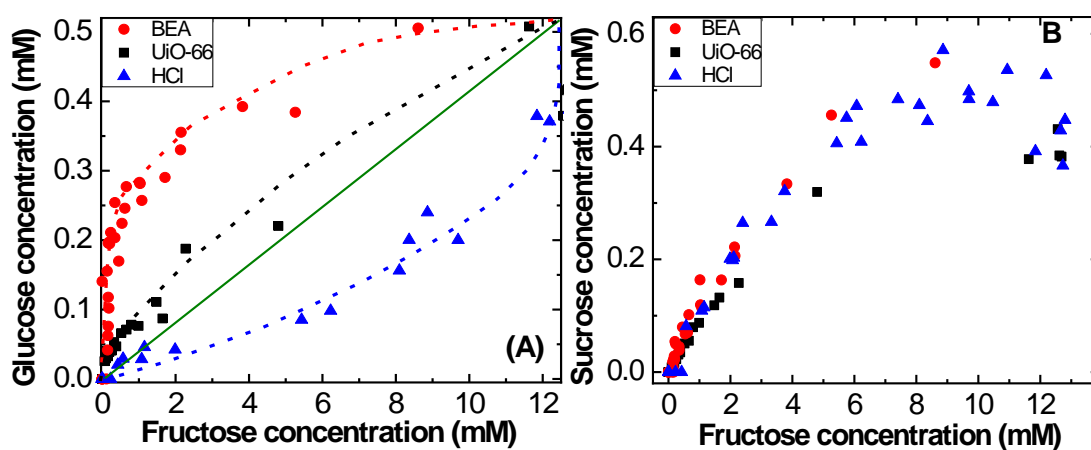 BEA
UiO-66
HCl
0.5
0.4
0.3
0.2
0.1
0.0
Glucose concentration (mM)
0 2 4 6 8 10 12
Fructose concentration (mM)
(A)
BEA
UiO-66
HCl
B
0.6
0.4
0.2
0.0
Sucrose concentration (mM)
0 2 4 6 8 10 12
Fructose concentration (mM)